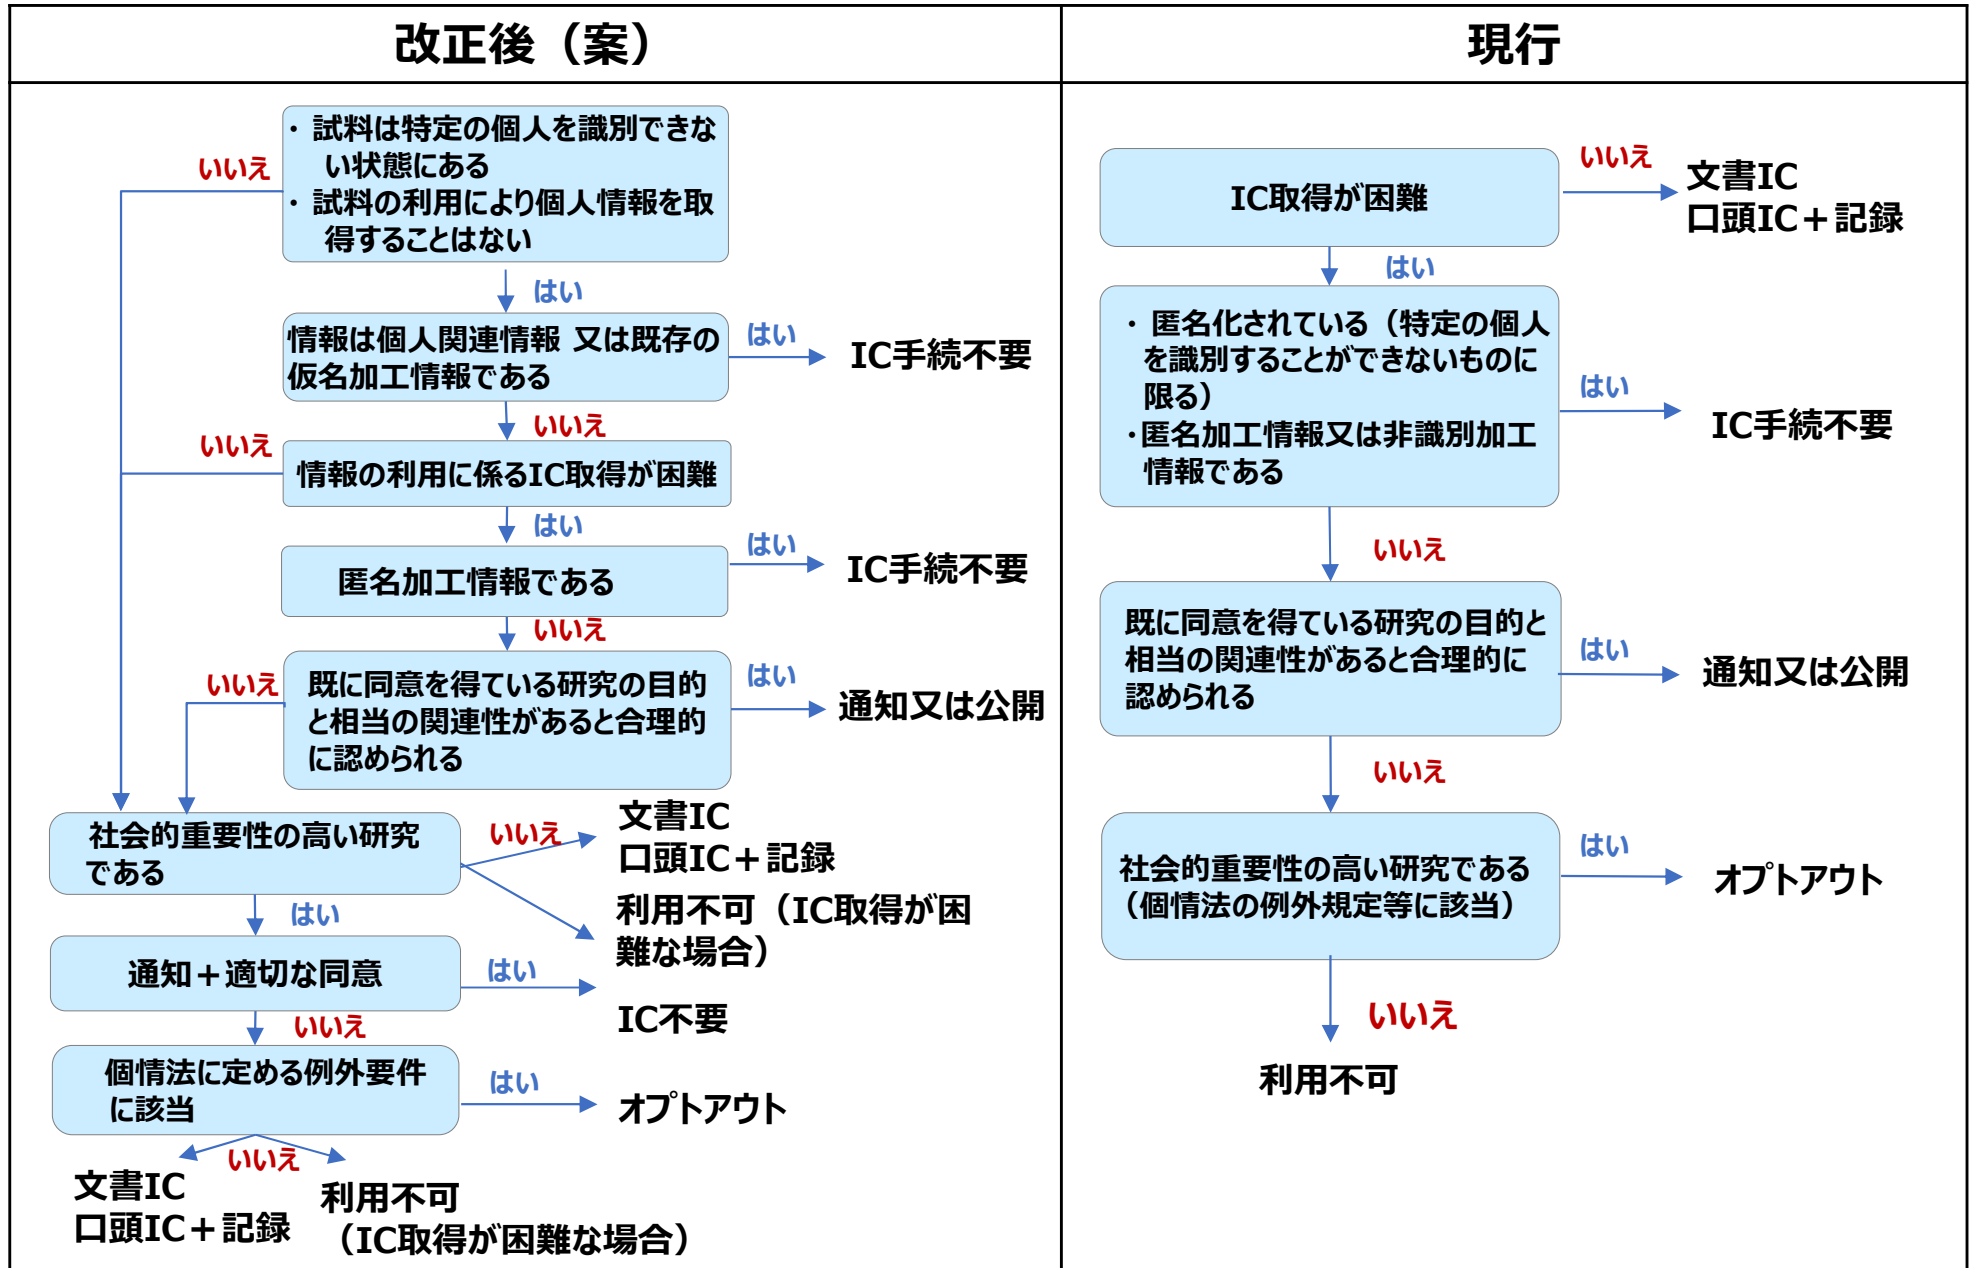 改正後（案）
・ 試料は特定の個人を識別できな
い状態にある
・ 試料の利用により個人情報を取
得することはない
いいえ
はい
情報は個人関連情報 又は既存の
仮名加工情報である
はい
IC手続不要
いいえ
いいえ
情報の利用に係るIC取得が困難
はい
匿名加工情報である
はい
IC手続不要
いいえ
いいえ
既に同意を得ている研究の目的
と相当の関連性があると合理的
に認められる
はい
通知又は公開
社会的重要性の高い研究
である
いいえ
文書IC
口頭IC＋記録
利用不可（IC取得が困
難な場合）
はい
通知＋適切な同意
はい
IC不要
いいえ
個情法に定める例外要件
に該当
はい
オプトアウト
いいえ
文書IC
口頭IC＋記録
利用不可
（IC取得が困難な場合）
現行
IC取得が困難
いいえ
文書IC
口頭IC＋記録
はい
・ 匿名化されている（特定の個人
を識別することができないものに
限る）
・匿名加工情報又は非識別加工
情報である
はい
IC手続不要
いいえ
既に同意を得ている研究の目的と
相当の関連性があると合理的に
認められる
はい
通知又は公開
いいえ
社会的重要性の高い研究である
（個情法の例外規定等に該当）
はい
オプトアウト
いいえ
利用不可